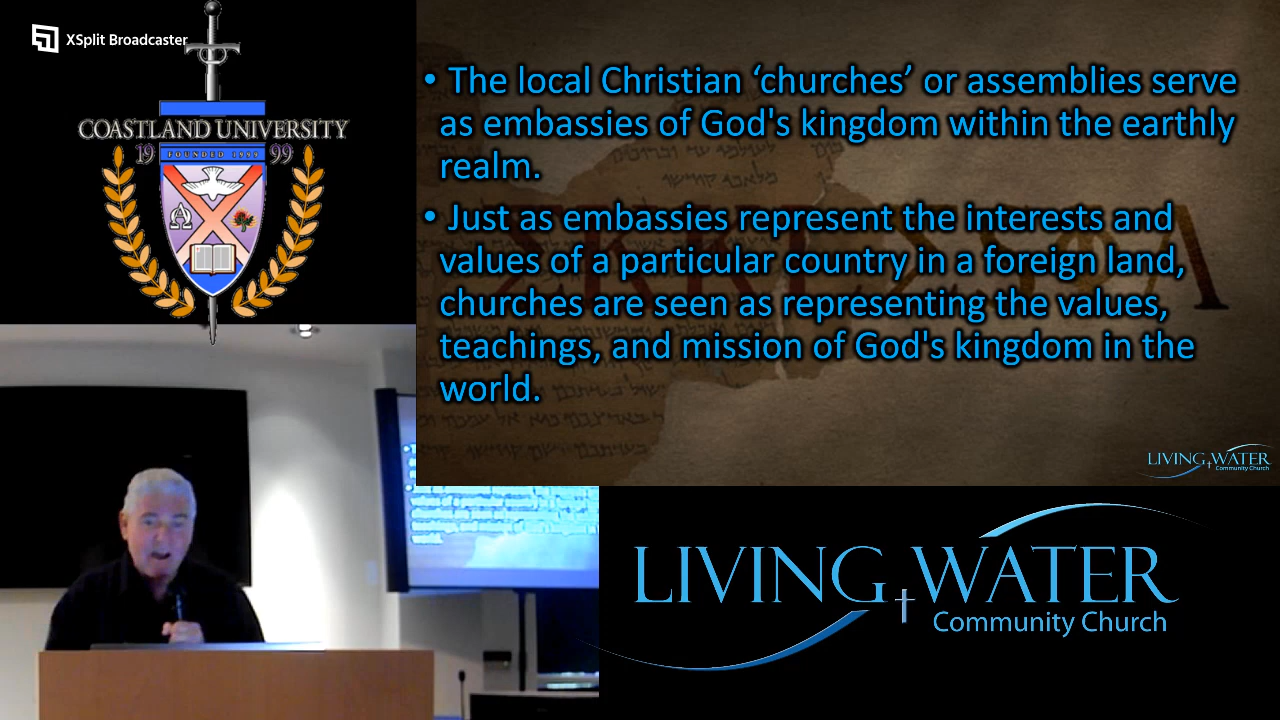 XSplit Broadcaster
COASTLAND UNIVERSITY
19 FOUNDED 1999 99
• The local Christian ‘churches’ or assemblies serve
as embassies of God's kingdom within the earthly
realm.
• Just as embassies represent the interests and
values of a particular country in a foreign land,
churches are seen as representing the values,
teachings, and mission of God's kingdom in the
world.
LIVING WATER
Community Church
LIVING WATER
Community Church